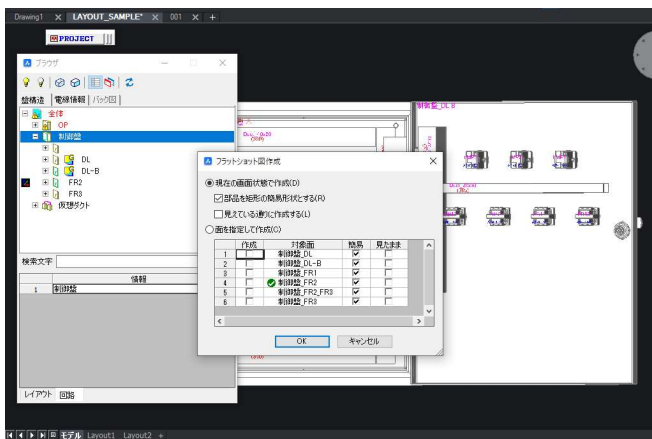 Drawing1
LAYOUT_SAMPLE*
001
PROJECT
ブラウザ
盤構造
電線情報
バック図
全体
OP
制御盤
DL
DL-B
FR2
FR3
仮想ダクト
検索文字
情報
1 制御盤
レイアウト 回路
制御盤_DL B
フラットショット図作成
現在の画面状態で作成(D)
部品を矩形の簡易形状とする(R)
見えている通りに作成する(L)
面を指定して作成(C)
作成 対象面 簡易 見たまま
1 制御盤_DL
2 制御盤_DL-B
3 制御盤_FR1
4 制御盤_FR2
5 制御盤_FR2_FR3
6 制御盤_FR3
OK キャンセル
モデル Layout1 Layout2 +